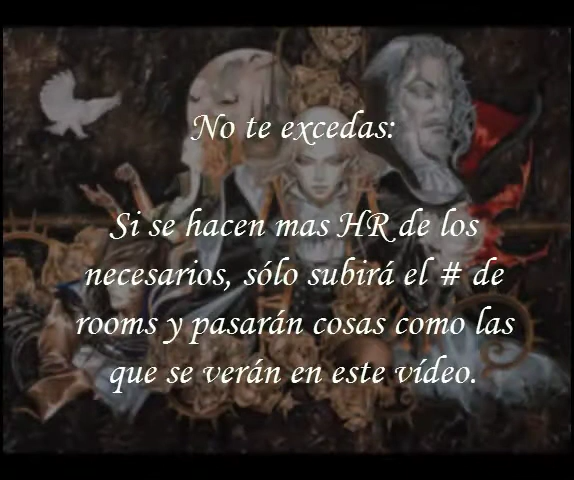 No te excedas:
Si se hacen mas HR de los
necesarios, sólo subirá el # de
rooms y pasarán cosas como las
que se verán en este vídeo.